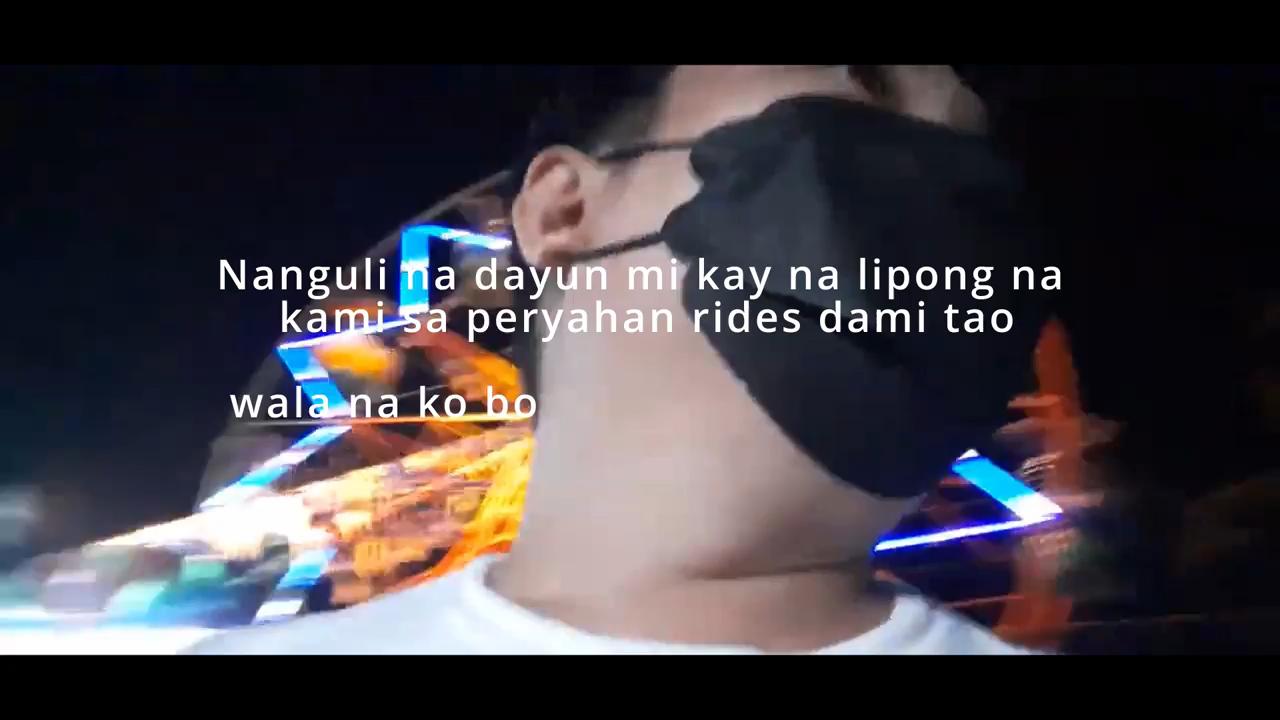 Nanguli na dayun mi kay na lipong na
kami sa peryahan rides dami tao
wala na ko bo